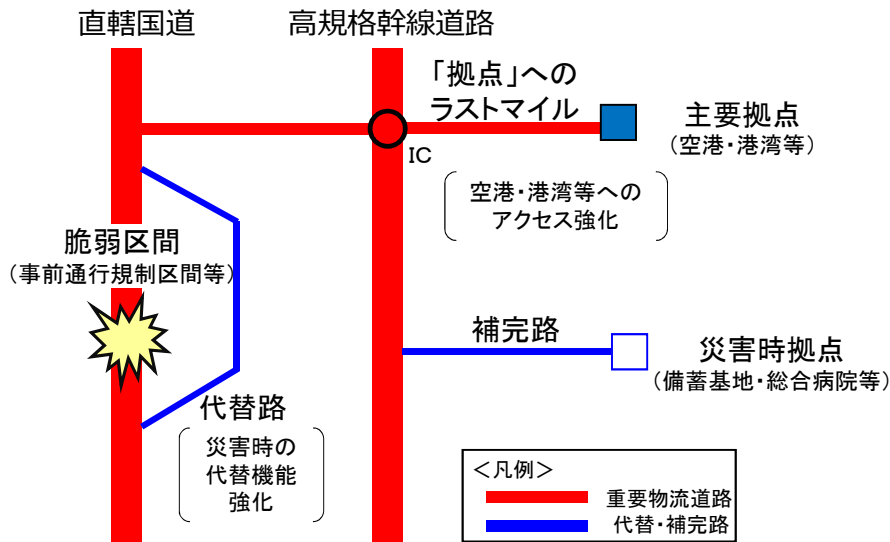 直轄国道
高規格幹線道路
「拠点」への
ラストマイル
主要拠点
（空港・港湾等）
IC
空港・港湾等への
アクセス強化
脆弱区間
（事前通行規制区間等）
補完路
災害時拠点
（備蓄基地・総合病院等）
代替路
災害時の
代替機能
強化
＜凡例＞
重要物流道路
代替・補完路